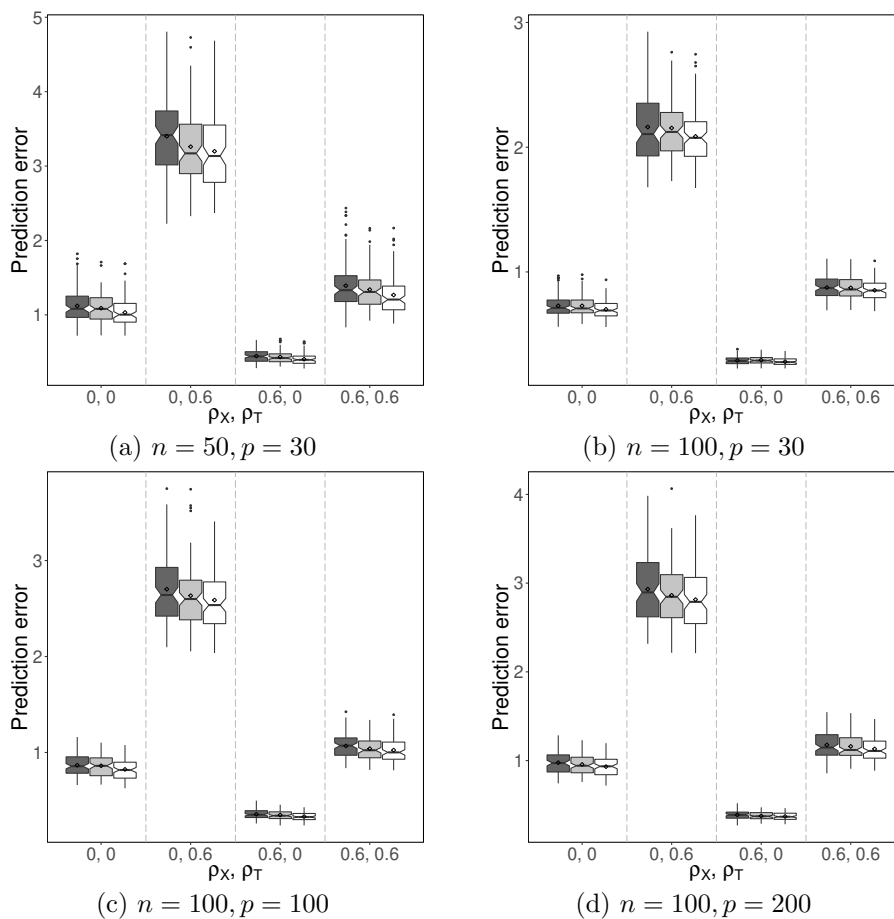 5
4
3
2
1
Prediction error
0, 0
0, 0.6
0.6, 0
0.6, 0.6
ρX, ρT
(a) n = 50, p = 30
3
2
1
Prediction error
0, 0
0, 0.6
0.6, 0
0.6, 0.6
ρX, ρT
(b) n = 100, p = 30
3
2
1
Prediction error
0, 0
0, 0.6
0.6, 0
0.6, 0.6
ρX, ρT
(c) n = 100, p = 100
4
3
2
1
Prediction error
0, 0
0, 0.6
0.6, 0
0.6, 0.6
ρX, ρT
(d) n = 100, p = 200